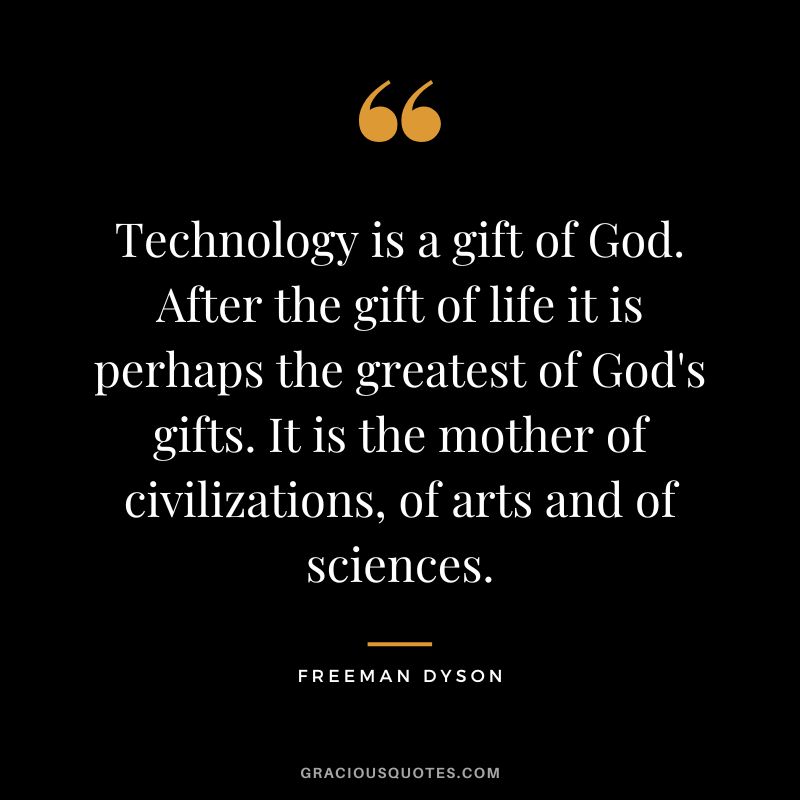 “
Technology is a gift of God.
After the gift of life it is
perhaps the greatest of God's
gifts. It is the mother of
civilizations, of arts and of
sciences.
FREEMAN DYSON
GRACIOUSQUOTES.COM